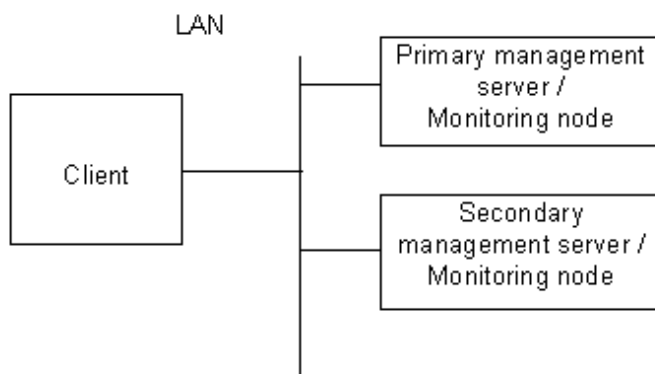 LAN
Primary management
server /
Monitoring node
Client
Secondary
management server /
Monitoring node